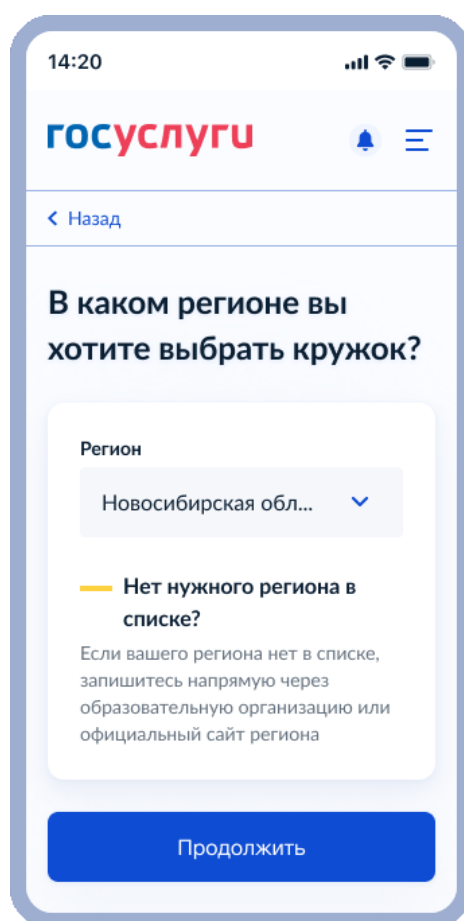 14:20
госуслуги
Назад
В каком регионе вы
хотите выбрать кружок?
Регион
Новосибирская обл...
Нет нужного региона в
списке?
Если вашего региона нет в списке,
запишитесь напрямую через
образовательную организацию или
официальный сайт региона
Продолжить